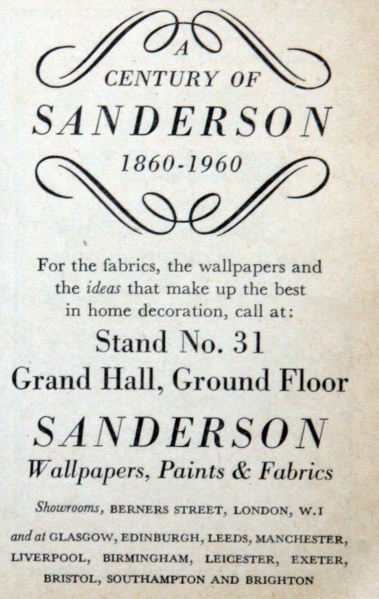 A
CENTURY OF
SANDERSON
1860-1960
For the fabrics, the wallpapers and
the ideas that make up the best
in home decoration, call at:
Stand No. 31
Grand Hall, Ground Floor
SANDERSON
Wallpapers, Paints & Fabrics
Showrooms, BERNERS STREET, LONDON, W.1
and at GLASGOW, EDINBURGH, LEEDS, MANCHESTER,
LIVERPOOL, BIRMINGHAM, LEICESTER, EXETER,
BRISTOL, SOUTHAMPTON AND BRIGHTON